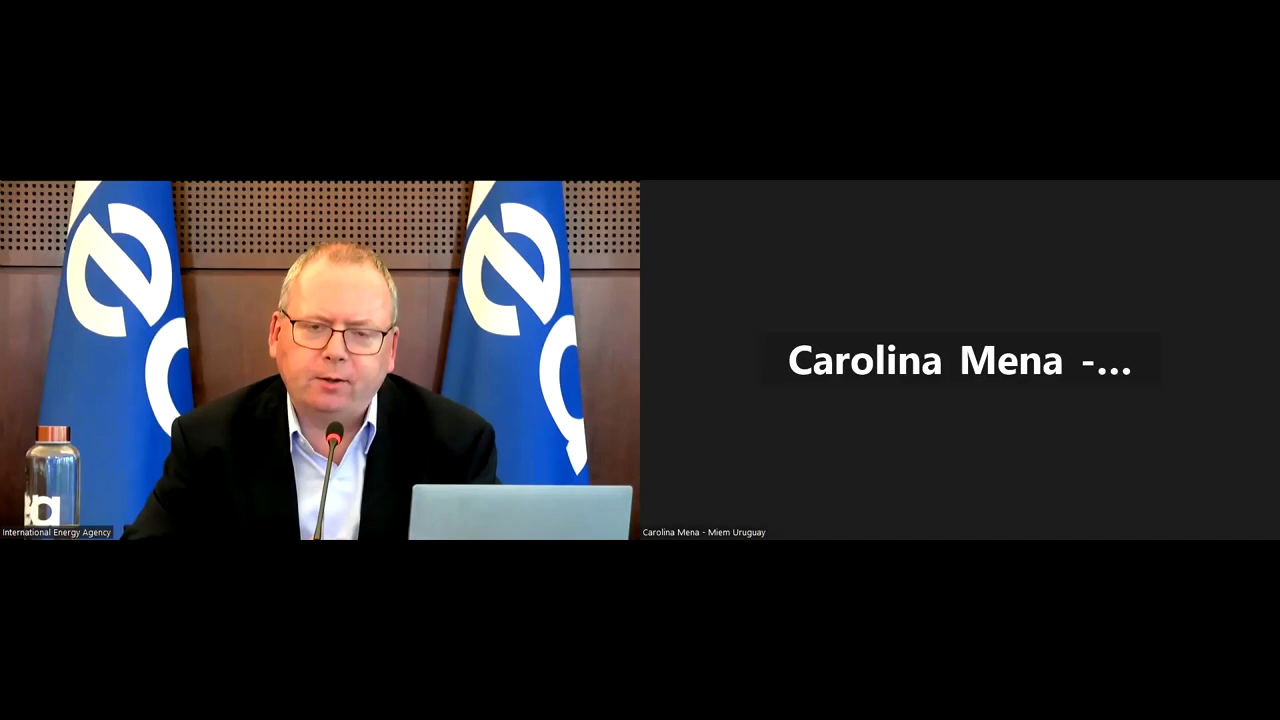 Carolina Mena -...
International Energy Agency
Carolina Mena - Miem Uruguay